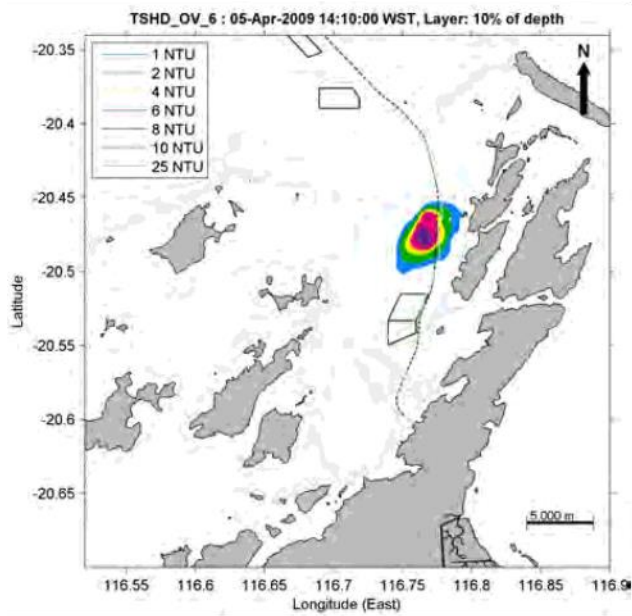 TSHD_OV_6 : 05-Apr-2009 14:10:00 WST, Layer: 10% of depth
1 NTU
2 NTU
4 NTU
6 NTU
8 NTU
10 NTU
25 NTU
N
-20.35
-20.4
-20.45
-20.5
-20.55
-20.6
-20.65
Latitude
5,000 m
116.55
116.6
116.65
116.7
116.75
116.8
116.85
116.9
Longitude (East)